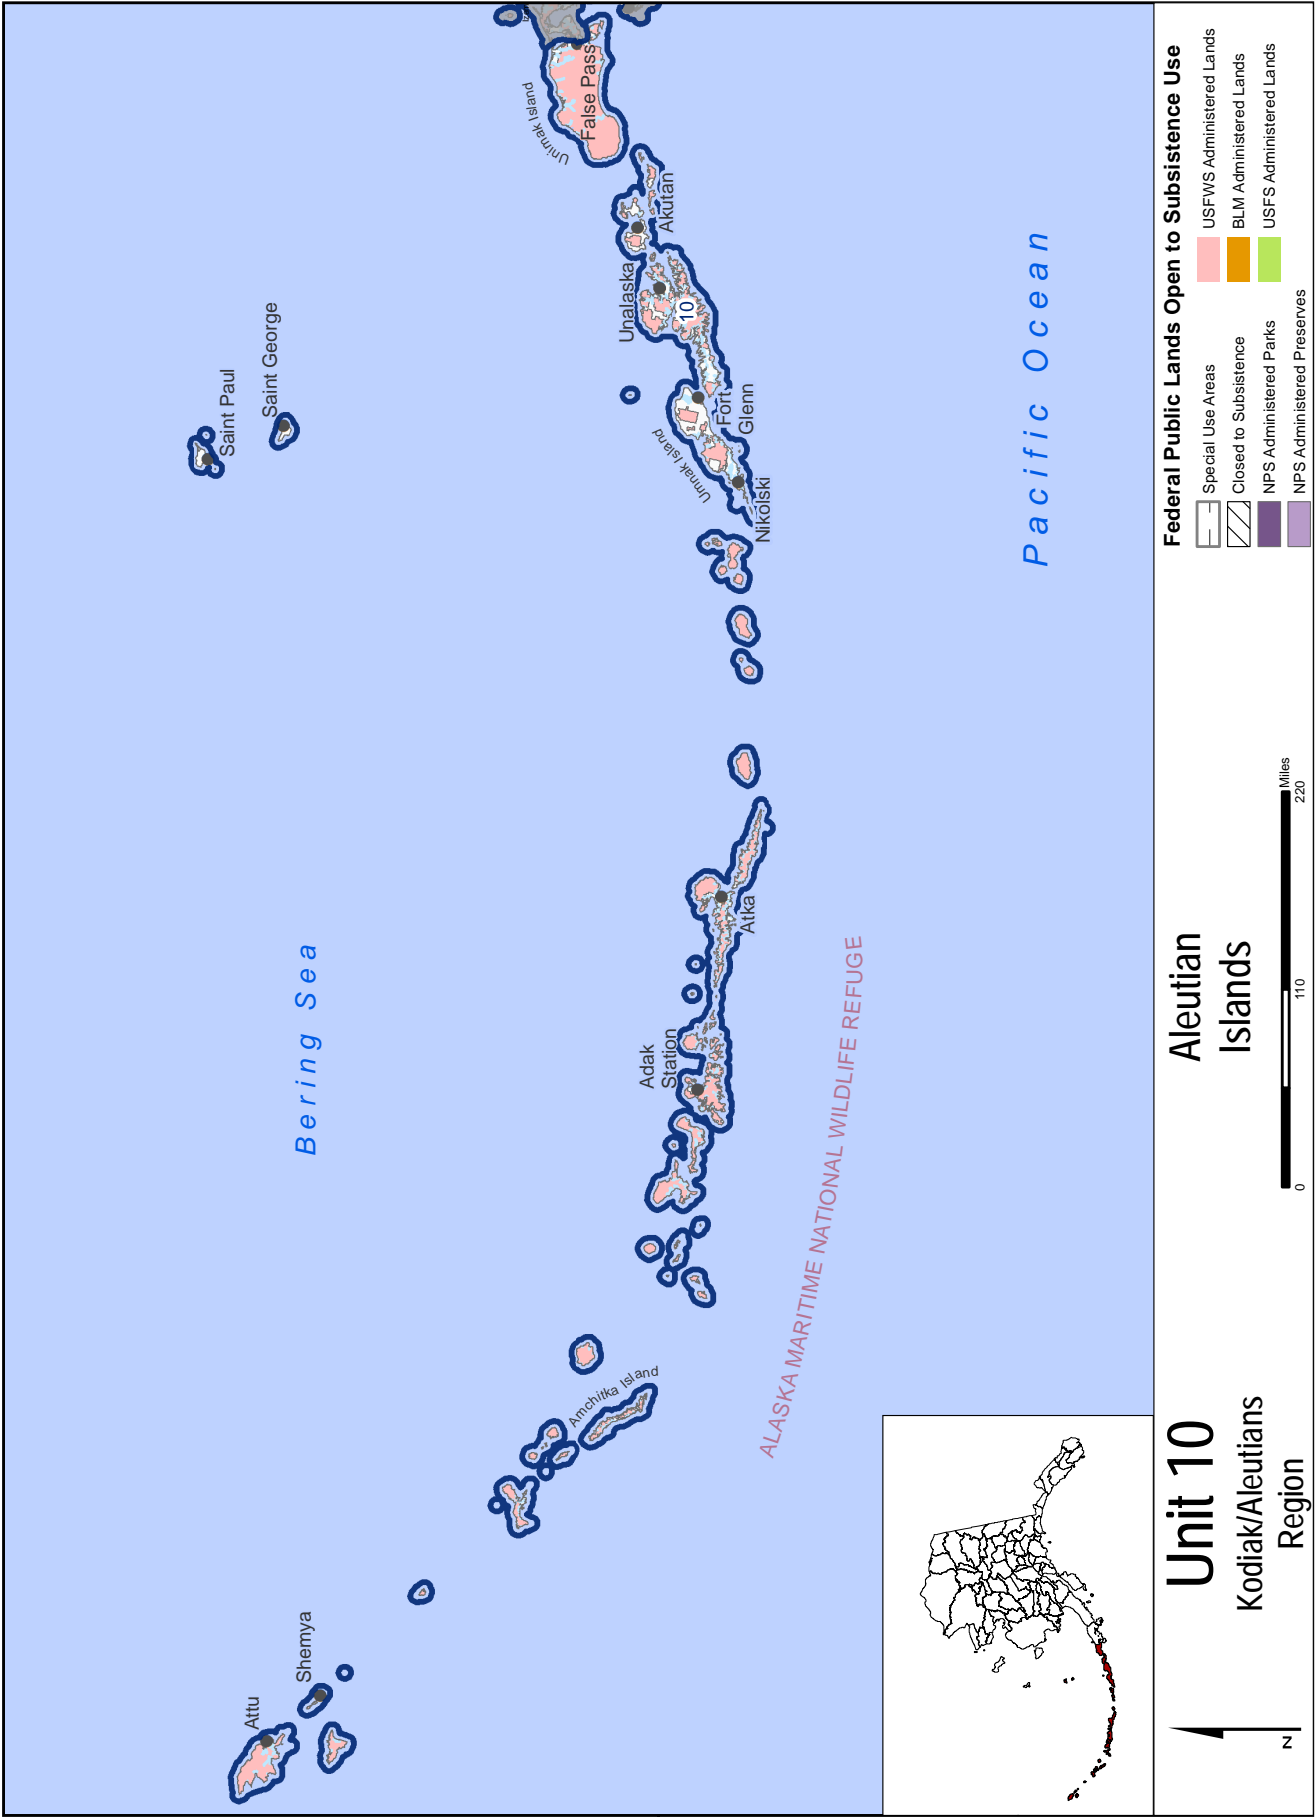 Bering Sea
Saint Paul
Saint George
Unimak Island
False Pass
Akutan
Unalaska
10
Umnak Island
Fort
Glenn
Nikolski
Attu
Shemya
Amchitka Island
Adak
Station
Atka
ALASKA MARITIME NATIONAL WILDLIFE REFUGE
Pacific Ocean
Unit 10
Kodiak/Aleutians
Region
Aleutian
Islands
N
0 110 220
Miles
Federal Public Lands Open to Subsistence Use
Special Use Areas
Closed to Subsistence
NPS Administered Parks
NPS Administered Preserves
USFWS Administered Lands
BLM Administered Lands
USFS Administered Lands